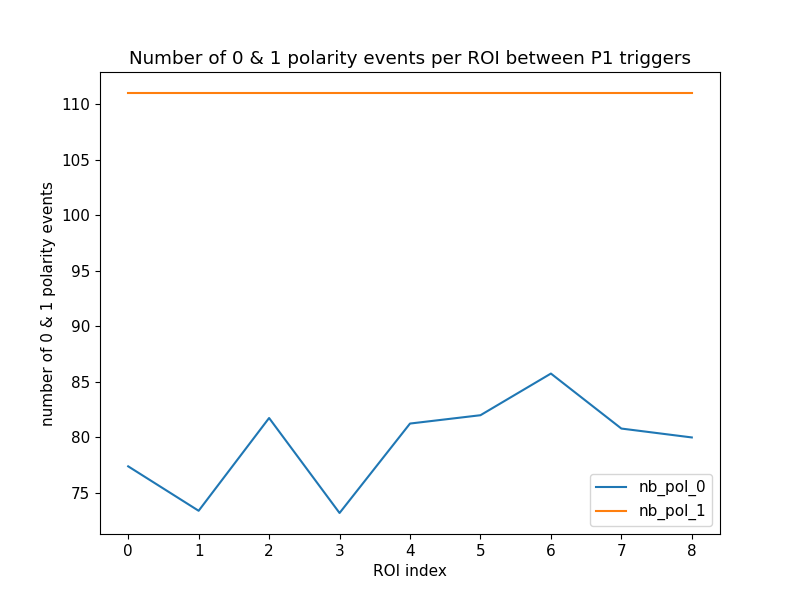 Number of 0 & 1 polarity events per ROI between P1 triggers
number of 0 & 1 polarity events
110
105
100
95
90
85
80
75
nb_pol_0
nb_pol_1
0 1 2 3 4 5 6 7 8
ROI index